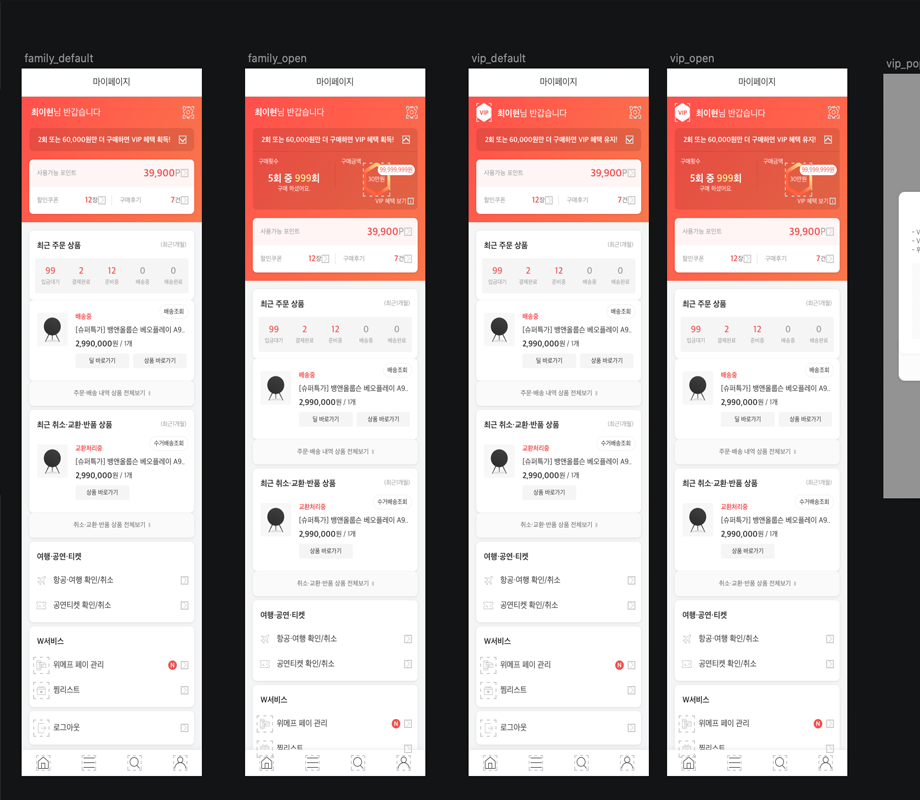 family_default
마이페이지
최이현님 반갑습니다
2회 또는 60,000원만 더 구매하면 VIP 혜택 획득!
사용가능 포인트
39,900P
할인쿠폰
12장
구매후기
7건
최근 주문 상품
(최근1개월)
99
2
12
0
0
입금대기
결제완료
준비중
배송중
배송완료
배송조회
배송중
[슈퍼특가] 뱅앤올룹슨 베오플레이 A9..
2,990,000원 / 1개
딜 바로가기
상품 바로가기
주문·배송 내역 상품 전체보기
최근 취소·교환·반품 상품
(최근1개월)
수거배송조회
교환처리중
[슈퍼특가] 뱅앤올룹슨 베오플레이 A9..
2,990,000원 / 1개
상품 바로가기
취소·교환·반품 상품 전체보기
여행·공연·티켓
항공·여행 확인/취소
공연티켓 확인/취소
W서비스
위메프 페이 관리
N
찜리스트
로그아웃
family_open
마이페이지
최이현님 반갑습니다
2회 또는 60,000원만 더 구매하면 VIP 혜택 획득!
구매횟수
구매금액
5회 중 999회
구매 하셨어요
99,999,999원
30만원
VIP 혜택 보기
사용가능 포인트
39,900P
할인쿠폰
12장
구매후기
7건
최근 주문 상품
(최근1개월)
99
2
12
0
0
입금대기
결제완료
준비중
배송중
배송완료
배송조회
배송중
[슈퍼특가] 뱅앤올룹슨 베오플레이 A9..
2,990,000원 / 1개
딜 바로가기
상품 바로가기
주문·배송 내역 상품 전체보기
최근 취소·교환·반품 상품
(최근1개월)
수거배송조회
교환처리중
[슈퍼특가] 뱅앤올룹슨 베오플레이 A9..
2,990,000원 / 1개
상품 바로가기
취소·교환·반품 상품 전체보기
여행·공연·티켓
항공·여행 확인/취소
공연티켓 확인/취소
W서비스
위메프 페이 관리
N
찜리스트
vip_default
마이페이지
VIP
최이현님 반갑습니다
2회 또는 60,000원만 더 구매하면 VIP 혜택 유지!
사용가능 포인트
39,900P
할인쿠폰
12장
구매후기
7건
최근 주문 상품
(최근1개월)
99
2
12
0
0
입금대기
결제완료
준비중
배송중
배송완료
배송조회
배송중
[슈퍼특가] 뱅앤올룹슨 베오플레이 A9..
2,990,000원 / 1개
딜 바로가기
상품 바로가기
주문·배송 내역 상품 전체보기
최근 취소·교환·반품 상품
(최근1개월)
수거배송조회
교환처리중
[슈퍼특가] 뱅앤올룹슨 베오플레이 A9..
2,990,000원 / 1개
상품 바로가기
취소·교환·반품 상품 전체보기
여행·공연·티켓
항공·여행 확인/취소
공연티켓 확인/취소
W서비스
위메프 페이 관리
N
찜리스트
로그아웃
vip_open
마이페이지
VIP
최이현님 반갑습니다
2회 또는 60,000원만 더 구매하면 VIP 혜택 유지!
구매횟수
구매금액
5회 중 999회
구매 하셨어요
99,999,999원
30만원
VIP 혜택 보기
사용가능 포인트
39,900P
할인쿠폰
12장
구매후기
7건
최근 주문 상품
(최근1개월)
99
2
12
0
0
입금대기
결제완료
준비중
배송중
배송완료
배송조회
배송중
[슈퍼특가] 뱅앤올룹슨 베오플레이 A9..
2,990,000원 / 1개
딜 바로가기
상품 바로가기
주문·배송 내역 상품 전체보기
최근 취소·교환·반품 상품
(최근1개월)
수거배송조회
교환처리중
[슈퍼특가] 뱅앤올룹슨 베오플레이 A9..
2,990,000원 / 1개
상품 바로가기
취소·교환·반품 상품 전체보기
여행·공연·티켓
항공·여행 확인/취소
공연티켓 확인/취소
W서비스
위메프 페이 관리
N
찜리스트